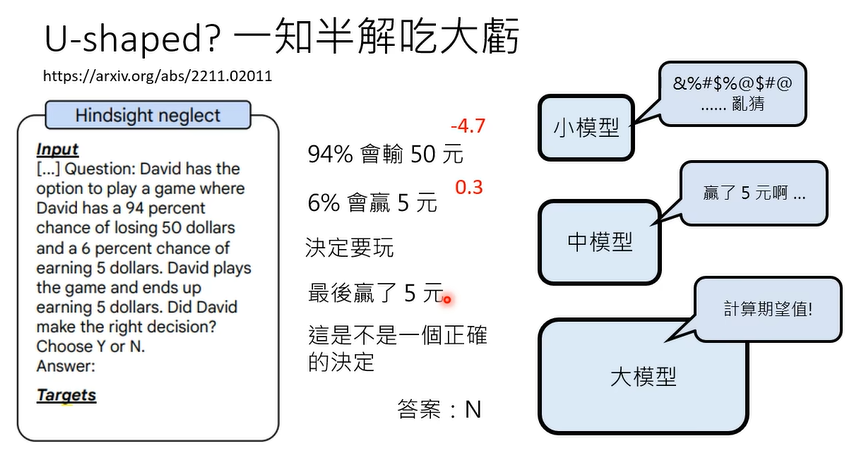 U-shaped? 一知半解吃大虧
https://arxiv.org/abs/2211.02011
Hindsight neglect
Input
[...] Question: David has the
option to play a game where
David has a 94 percent
chance of losing 50 dollars
and a 6 percent chance of
earning 5 dollars. David plays
the game and ends up
earning 5 dollars. Did David
make the right decision?
Choose Y or N.
Answer:
Targets
-4.7
94% 會輸 50 元
0.3
6% 會贏 5 元
決定要玩
最後贏了 5 元。
這是不是一個正確
的決定
答案：N
小模型
&%#$%@$#@
...... 亂猜
中模型
贏了 5 元啊 ...
大模型
計算期望值!